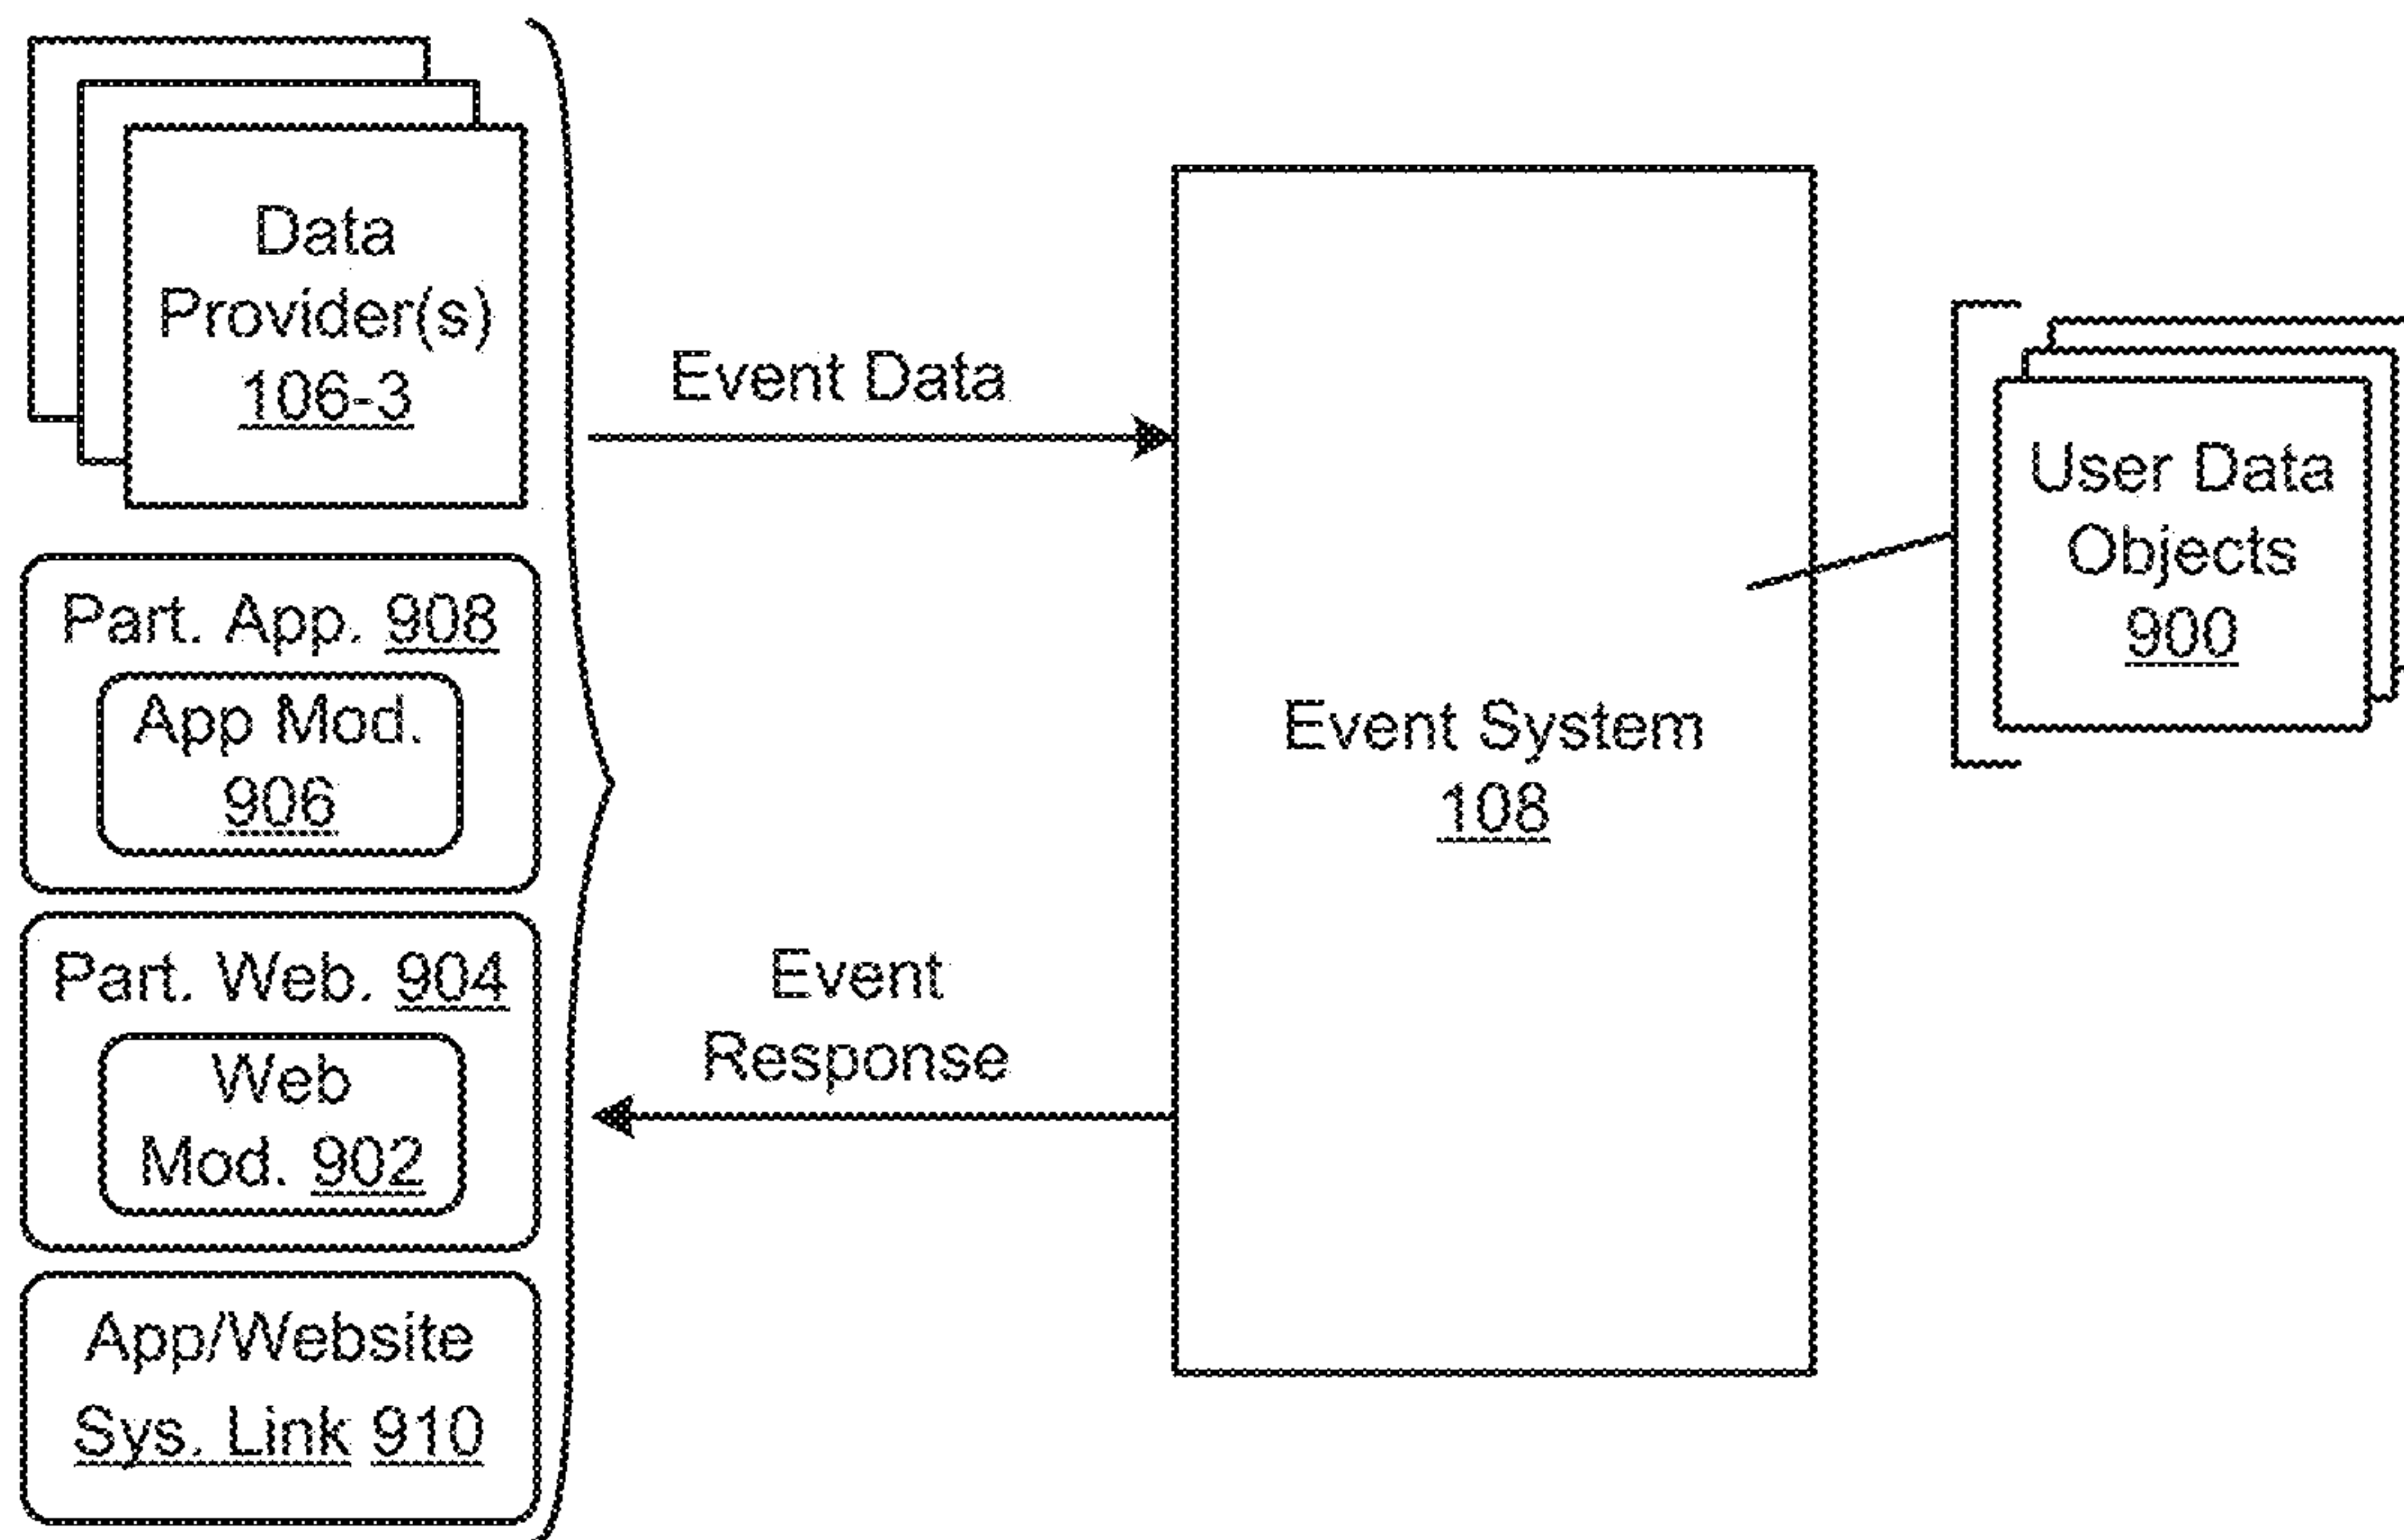 Data
Provider(s)
106-3
Part. App. 908
App Mod.
906
Part. Web. 904
Web
Mod. 902
App/Website
Sys. Link 910
Event Data
Event
Response
Event System
108
User Data
Objects
900